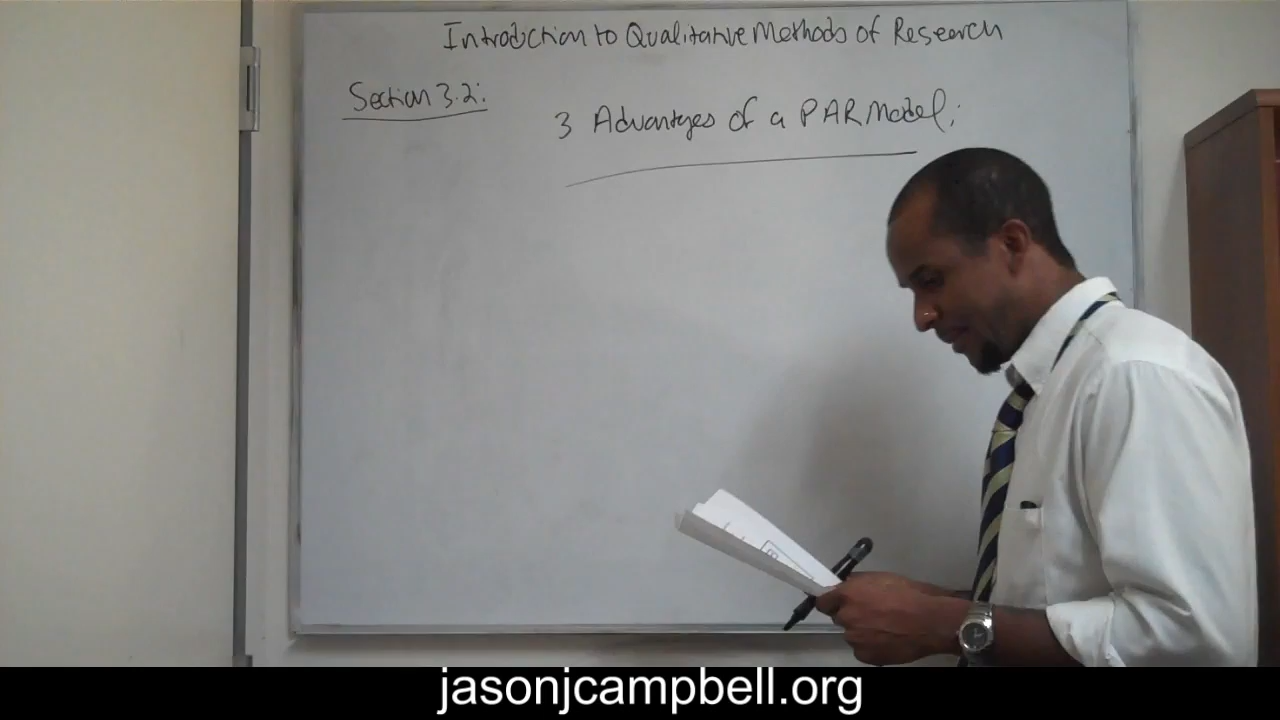 Introduction to Qualitative Methods of Research
Section 3.2:
3 Advantages of a PAR Model:
jasonjcampbell.org